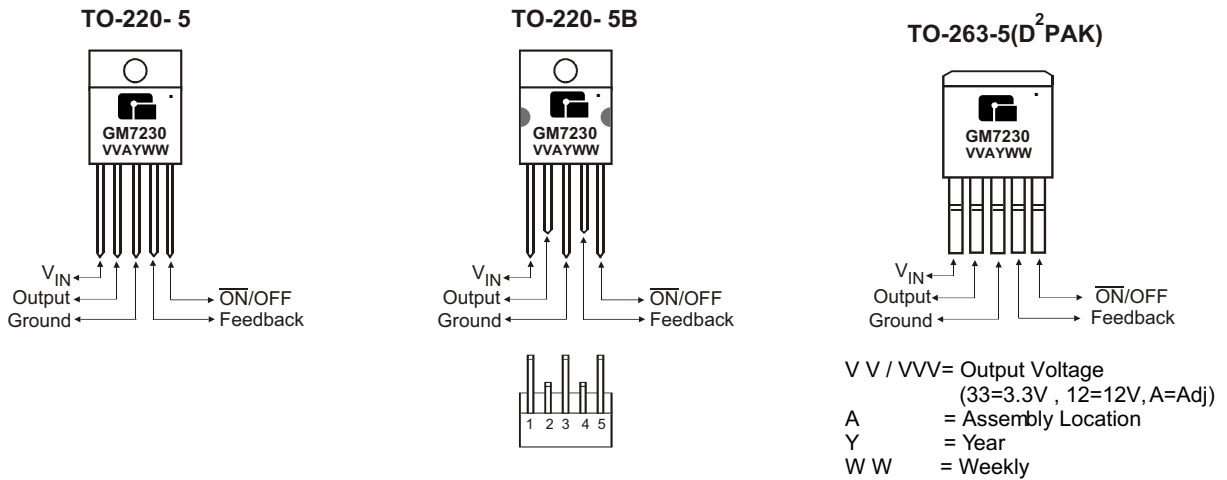 TO-220- 5
GM7230
VVAYWW
VIN
Output
Ground
ON/OFF
Feedback
TO-220- 5B
GM7230
VVAYWW
VIN
Output
Ground
ON/OFF
Feedback
1 2 3 4 5
TO-263-5(D²PAK)
GM7230
VVAYWW
VIN
Output
Ground
ON/OFF
Feedback
V V / VVV= Output Voltage
(33=3.3V , 12=12V, A=Adj)
A = Assembly Location
Y = Year
W W = Weekly